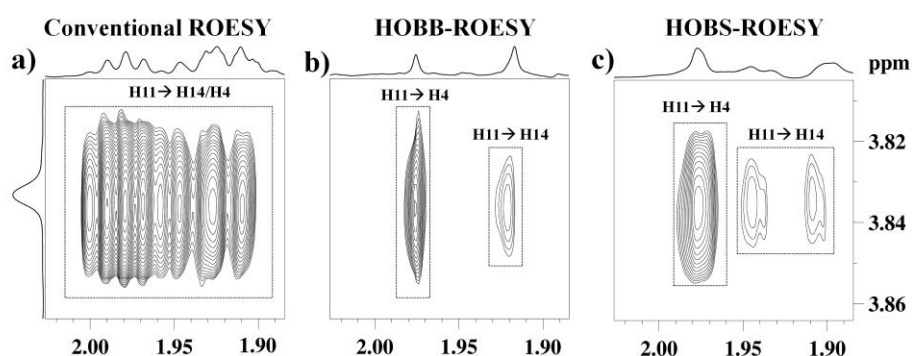 Conventional ROESY
HOBB-ROESY
HOBS-ROESY
a)
b)
c)
ppm
H11→ H14/H4
H11→ H4
H11→ H14
H11→ H4
H11→ H14
3.82
3.84
3.86
2.00 1.95 1.90
2.00 1.95 1.90
2.00 1.95 1.90